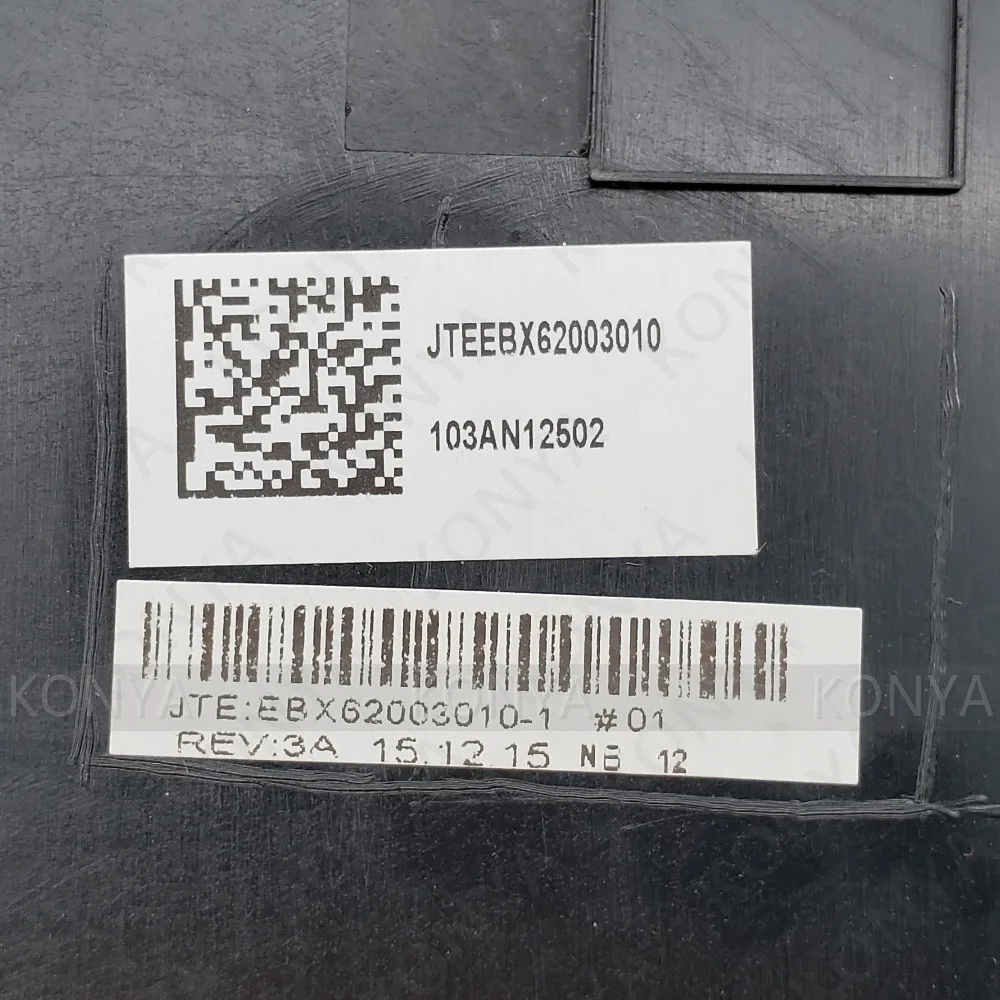 JTEEBX62003010
103AN12502
JTE:EBX62003010-1 #01
REV:3A 15.12.15 NB 12
KONYA
KONYA